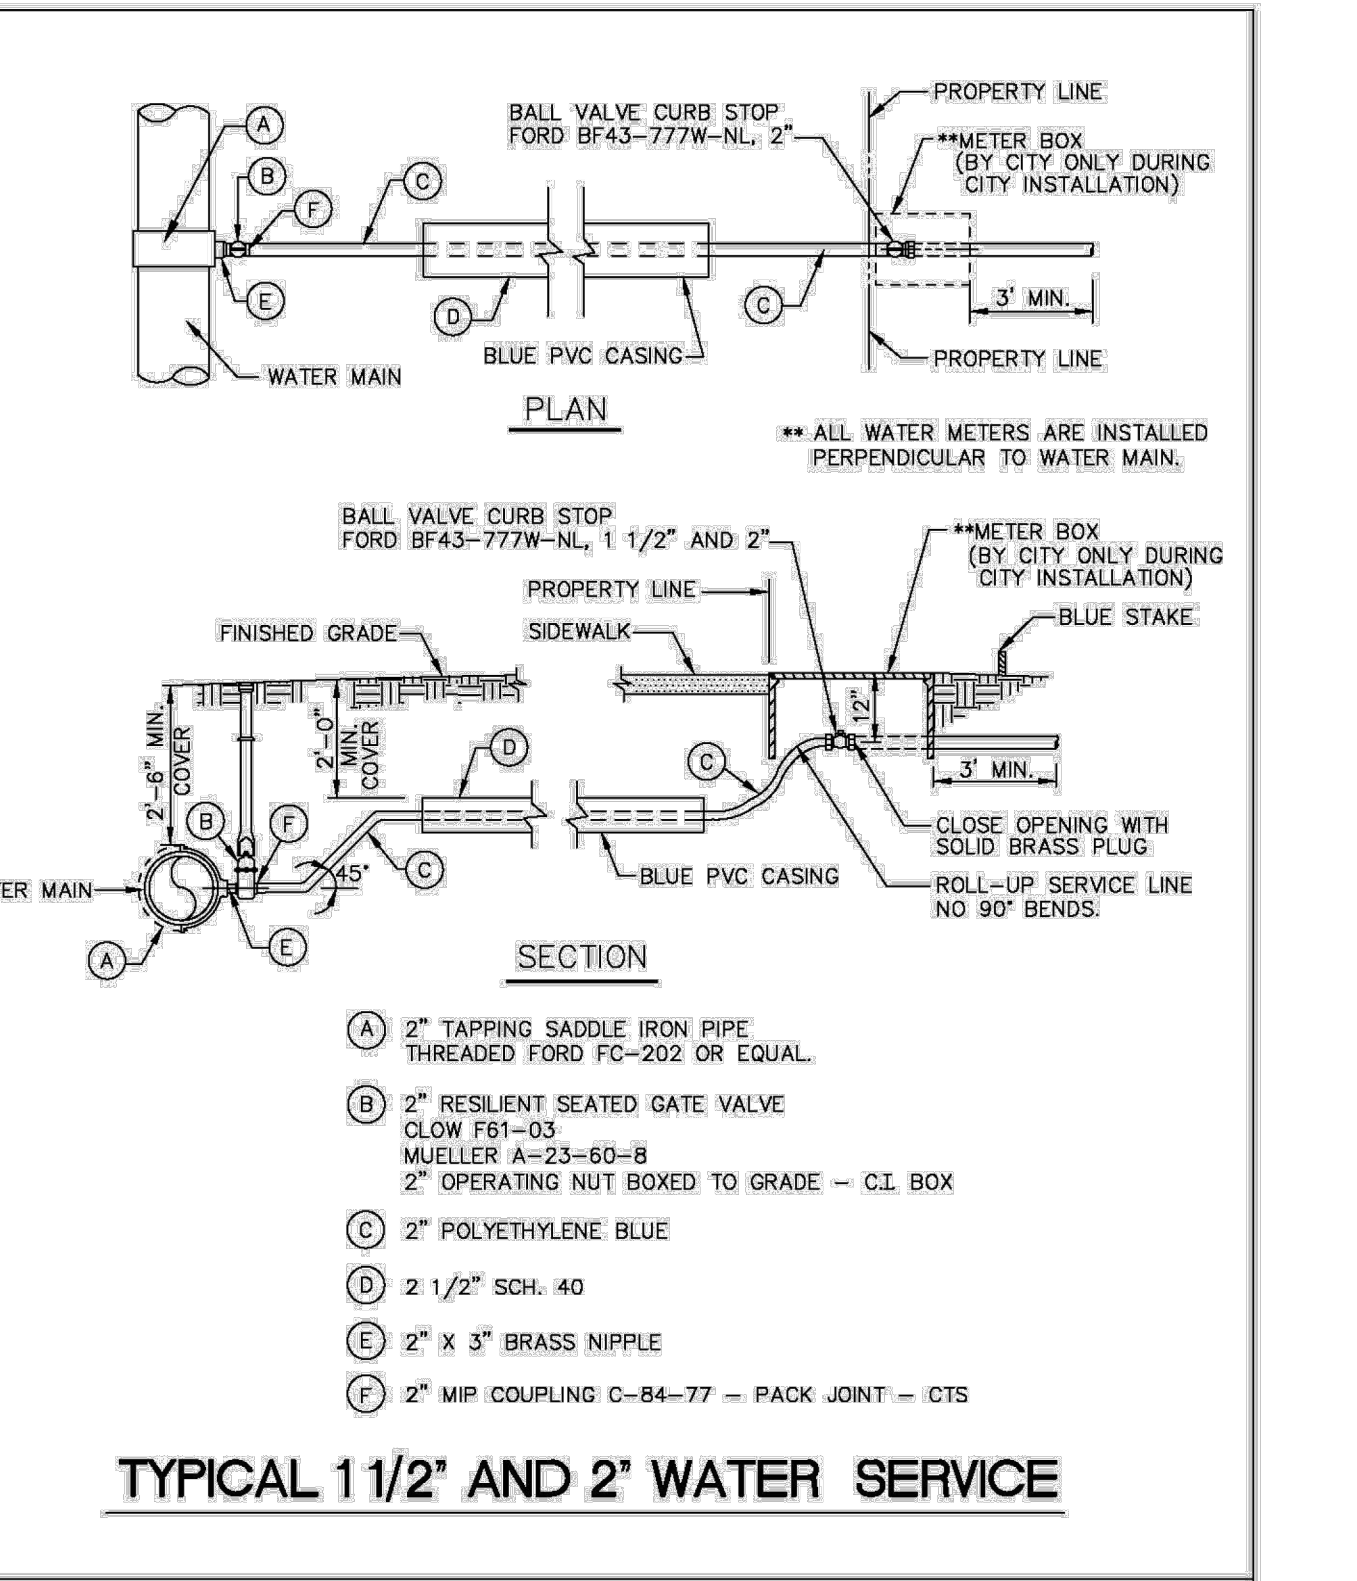 PROPERTY LINE
BALL VALVE CURB STOP
FORD BF43-777W-NL, 2"
**METER BOX
(BY CITY ONLY DURING
CITY INSTALLATION)
A
B
C
F
E
D
C
3' MIN.
BLUE PVC CASING
PROPERTY LINE
WATER MAIN
PLAN
** ALL WATER METERS ARE INSTALLED
PERPENDICULAR TO WATER MAIN.
BALL VALVE CURB STOP
FORD BF43-777W-NL, 1 1/2" AND 2"
**METER BOX
(BY CITY ONLY DURING
CITY INSTALLATION)
PROPERTY LINE
BLUE STAKE
FINISHED GRADE
SIDEWALK
2'-6" MIN.
COVER
2'-0"
MIN.
COVER
12"
D
C
3' MIN.
B
F
CLOSE OPENING WITH
SOLID BRASS PLUG
C
45°
BLUE PVC CASING
ROLL-UP SERVICE LINE
NO 90° BENDS.
ER MAIN
E
A
SECTION
A 2" TAPPING SADDLE IRON PIPE
THREADED FORD FC-202 OR EQUAL.
B 2" RESILIENT SEATED GATE VALVE
CLOW F61-03
MUELLER A-23-60-8
2" OPERATING NUT BOXED TO GRADE - C.I. BOX
C 2" POLYETHYLENE BLUE
D 2 1/2" SCH. 40
E 2" X 3" BRASS NIPPLE
F 2" MIP COUPLING C-84-77 - PACK JOINT - CTS
TYPICAL 1 1/2" AND 2" WATER SERVICE